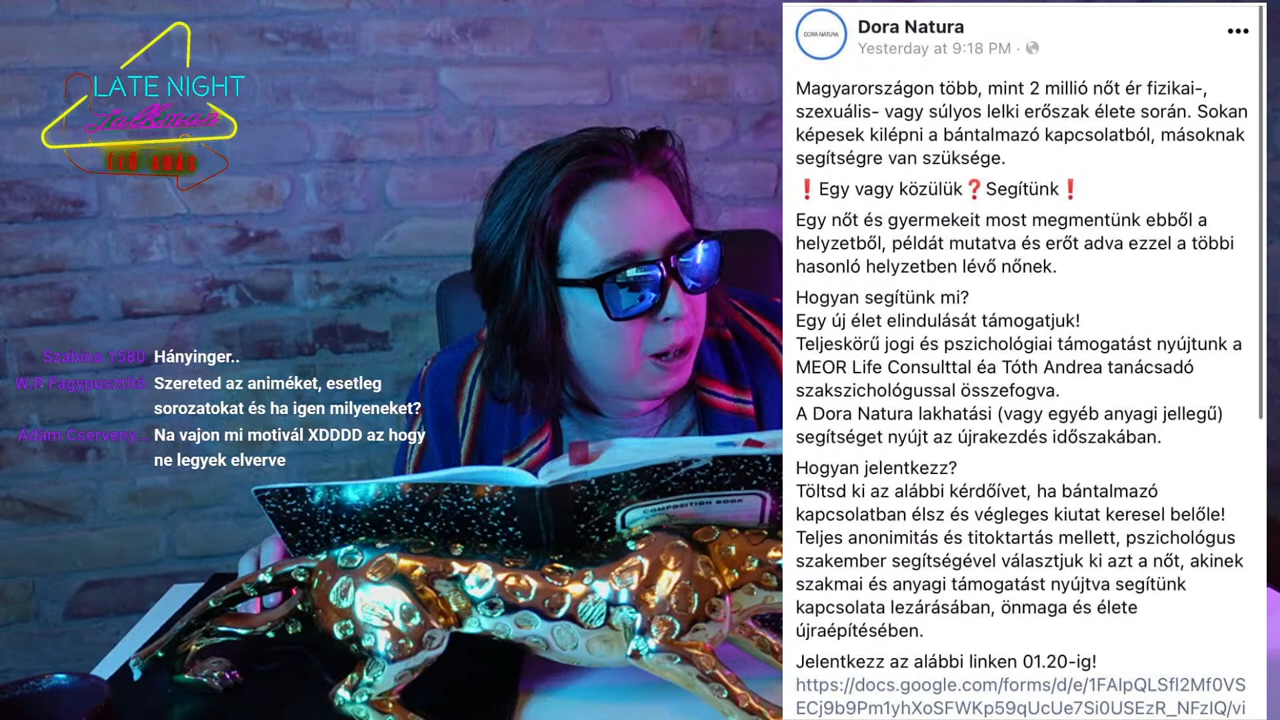 LATE NIGHT
Talkman
ÉLŐ ADÁS
Szabina 1580 Hányinger..
W.P Fagypusztító Szereted az animéket, esetleg
sorozatokat és ha igen milyeneket?
Ádám Cserveny... Na vajon mi motivál XDDDD az hogy
ne legyek elverve
COMPOSITION BOOK
DORA NATURA
Dora Natura
Yesterday at 9:18 PM ·
Magyarországon több, mint 2 millió nőt ér fizikai-,
szexuális- vagy súlyos lelki erőszak élete során. Sokan
képesek kilépni a bántalmazó kapcsolatból, másoknak
segítségre van szüksége.
❗Egy vagy közülük❓Segítünk❗
Egy nőt és gyermekeit most megmentünk ebből a
helyzetből, példát mutatva és erőt adva ezzel a többi
hasonló helyzetben lévő nőnek.
Hogyan segítünk mi?
Egy új élet elindulását támogatjuk!
Teljeskörű jogi és pszichológiai támogatást nyújtunk a
MEOR Life Consulttal éa Tóth Andrea tanácsadó
szakszichológussal összefogva.
A Dora Natura lakhatási (vagy egyéb anyagi jellegű)
segítséget nyújt az újrakezdés időszakában.
Hogyan jelentkezz?
Töltsd ki az alábbi kérdőívet, ha bántalmazó
kapcsolatban élsz és végleges kiutat keresel belőle!
Teljes anonimitás és titoktartás mellett, pszichológus
szakember segítségével választjuk ki azt a nőt, akinek
szakmai és anyagi támogatást nyújtva segítünk
kapcsolata lezárásában, önmaga és élete
újraépítésében.
Jelentkezz az alábbi linken 01.20-ig!
https://docs.google.com/forms/d/e/1FAIpQLSfI2Mf0VS
ECj9b9Pm1yhXoSFWKp59qUcUe7Si0USEzR_NFzIQ/vi